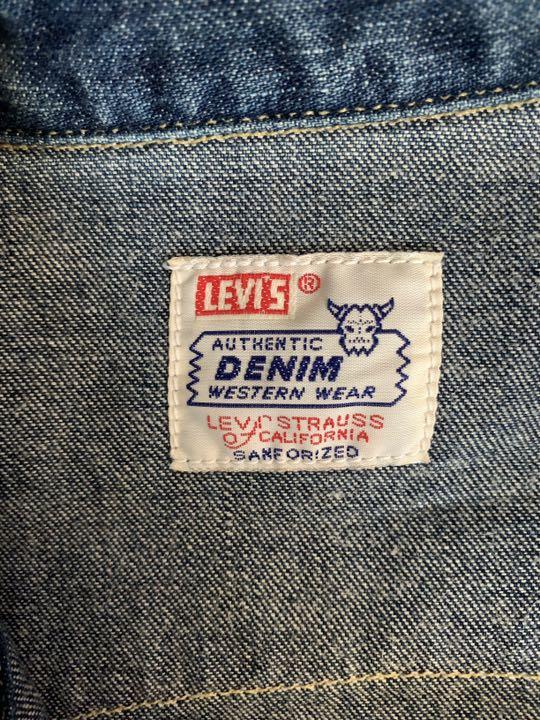 LEVI'S ®
AUTHENTIC
DENIM
WESTERN WEAR
LEVI STRAUSS
OF CALIFORNIA
SANFORIZED